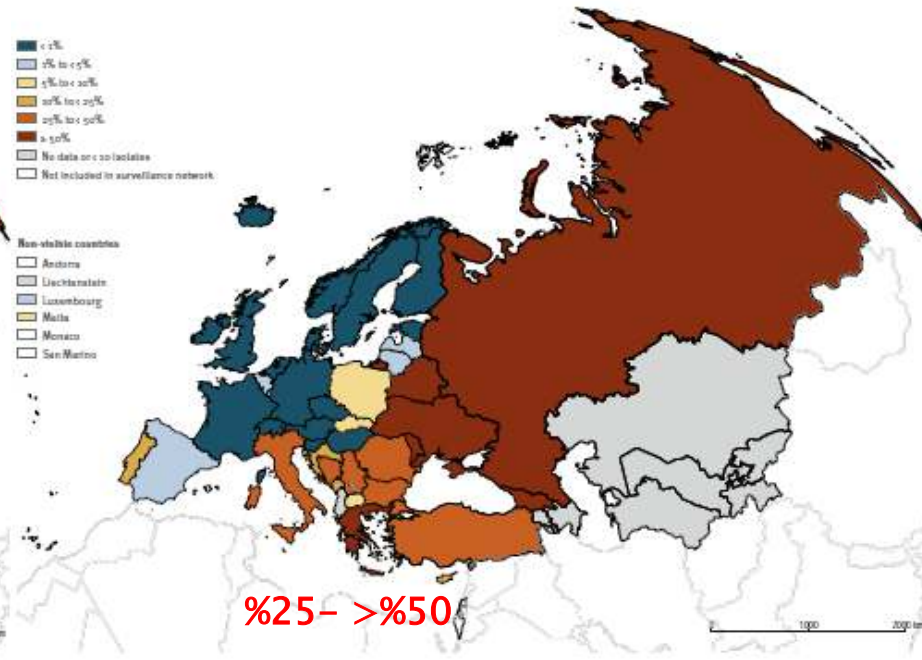 < 1%
1% to < 5%
5% to < 10%
10% to < 25%
25% to < 50%
≥ 50%
No data or < 10 isolates
Not included in surveillance network
Non-visible countries
Andorra
Liechtenstein
Luxembourg
Malta
Monaco
San Marino
%25– >%50
0 1000 2000 km